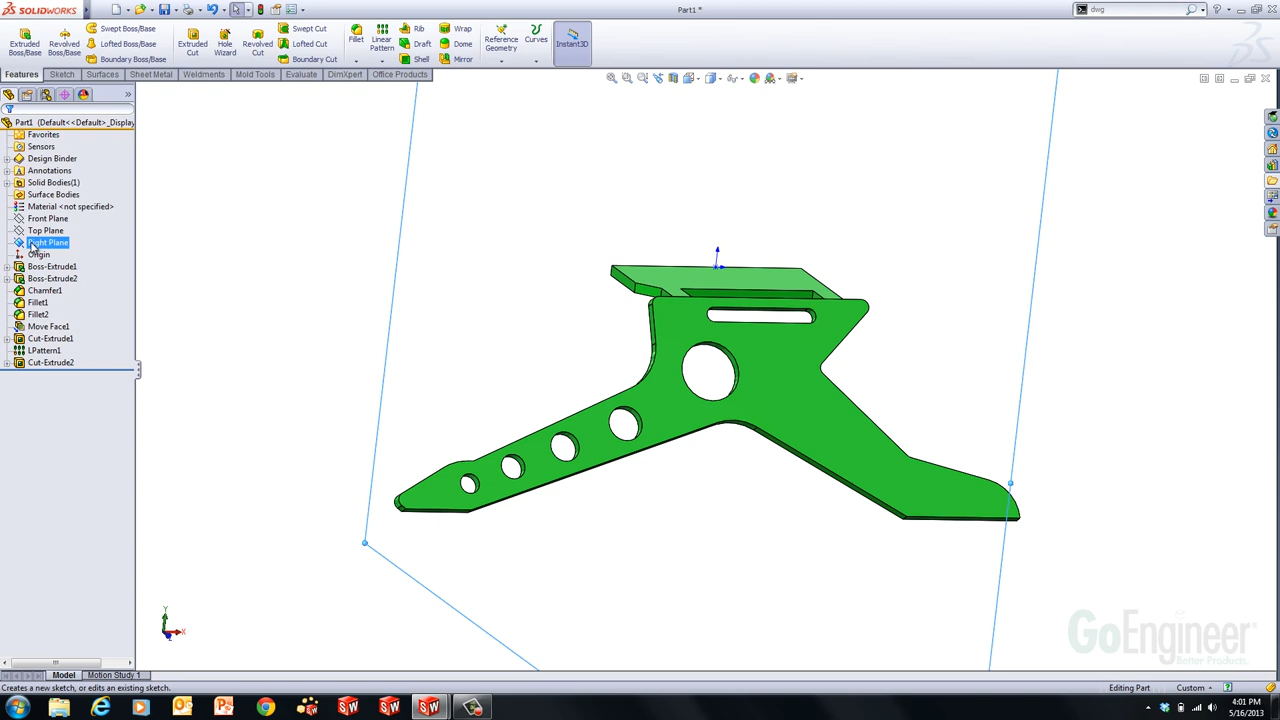 SOLIDWORKS
Part1 *
dwg
Extruded Boss/Base
Revolved Boss/Base
Swept Boss/Base
Lofted Boss/Base
Boundary Boss/Base
Extruded Cut
Hole Wizard
Revolved Cut
Swept Cut
Lofted Cut
Boundary Cut
Fillet
Linear Pattern
Rib
Draft
Shell
Wrap
Dome
Mirror
Reference Geometry
Curves
Instant3D
Features
Sketch
Surfaces
Sheet Metal
Weldments
Mold Tools
Evaluate
DimXpert
Office Products
Part1 (Default<<Default>_Display
Favorites
Sensors
Design Binder
Annotations
Solid Bodies(1)
Surface Bodies
Material <not specified>
Front Plane
Top Plane
Right Plane
Origin
Boss-Extrude1
Boss-Extrude2
Chamfer1
Fillet1
Fillet2
Move Face1
Cut-Extrude1
LPattern1
Cut-Extrude2
Y
X
GoEngineer
Better Products.
Model
Motion Study 1
Creates a new sketch, or edits an existing sketch.
Editing Part
Custom
4:01 PM
5/16/2013